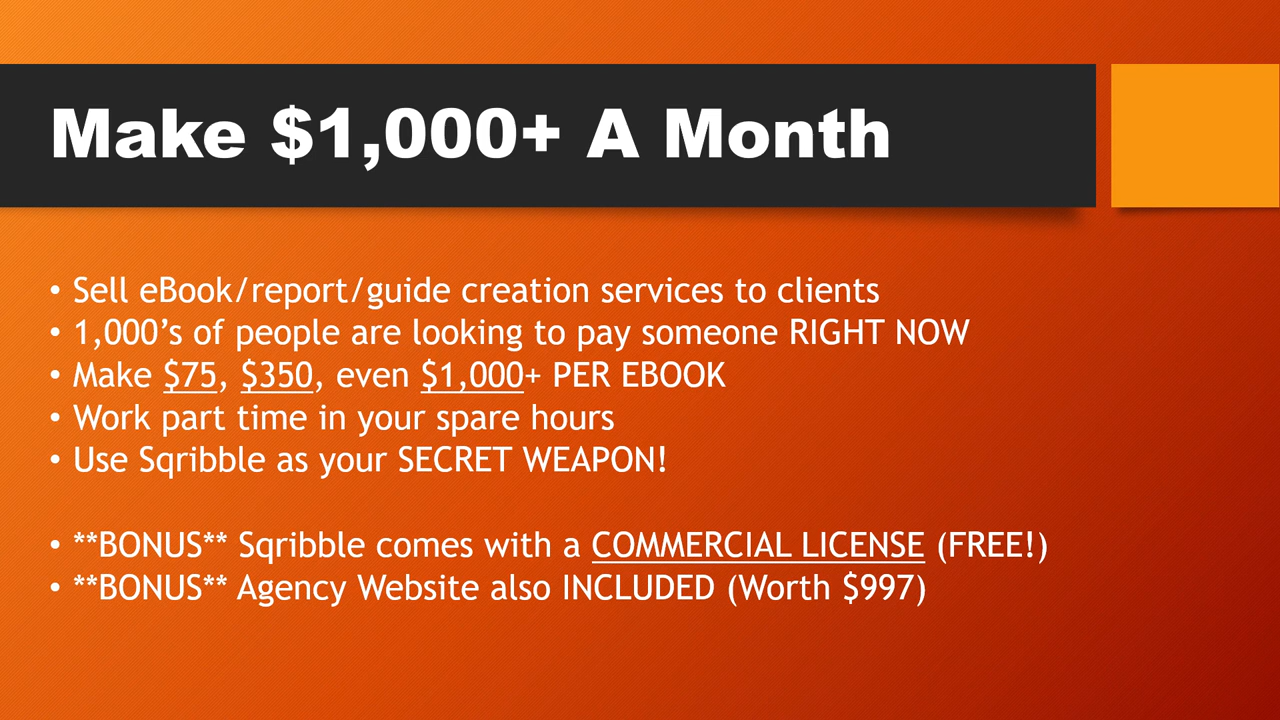 Make $1,000+ A Month
• Sell eBook/report/guide creation services to clients
• 1,000’s of people are looking to pay someone RIGHT NOW
• Make $75, $350, even $1,000+ PER EBOOK
• Work part time in your spare hours
• Use Sqribble as your SECRET WEAPON!
• **BONUS** Sqribble comes with a COMMERCIAL LICENSE (FREE!)
• **BONUS** Agency Website also INCLUDED (Worth $997)